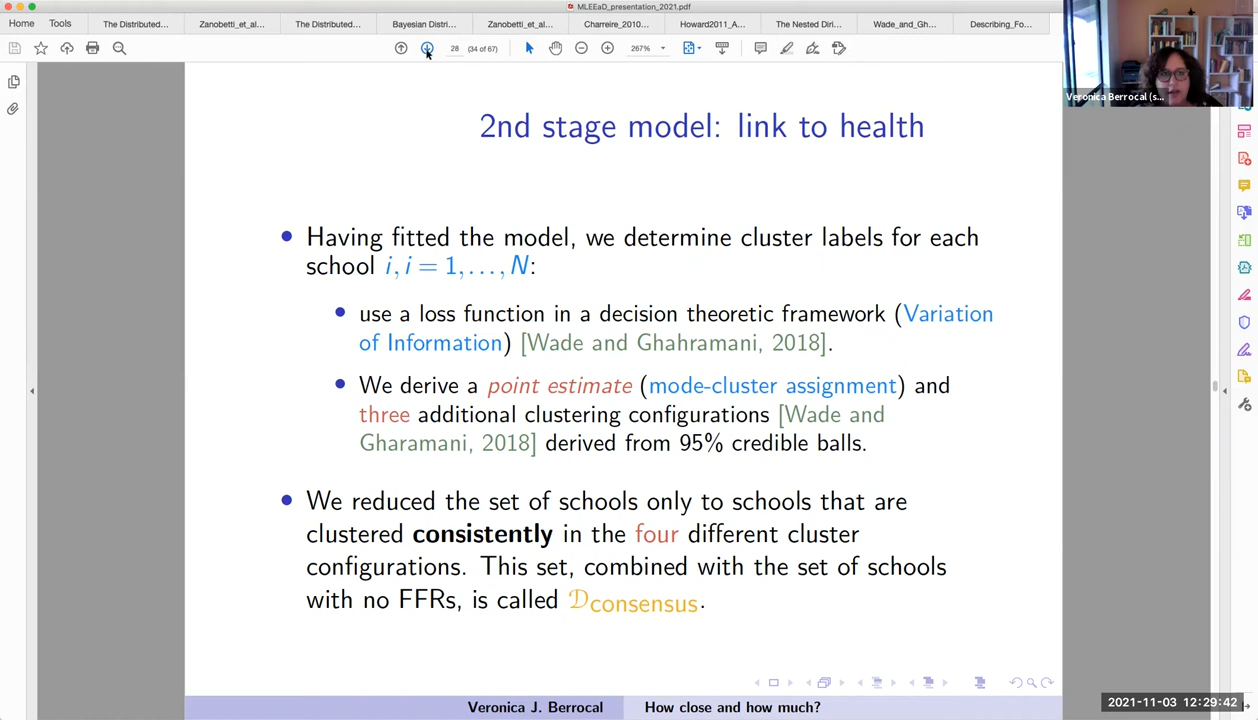 MLEEaD_presentation_2021.pdf
Home Tools The Distributed... Zanobetti_et_al... The Distributed... Bayesian Distri... Zanobetti_et_al... Charreire_2010... Howard2011_A... The Nested Diri... Wade_and_Gh... Describing_Fo...
28 (34 of 67) 267%
Veronica Berrocal (s...
2nd stage model: link to health
Having fitted the model, we determine cluster labels for each
school i, i = 1, . . . , N:
use a loss function in a decision theoretic framework (Variation
of Information) [Wade and Ghahramani, 2018].
We derive a point estimate (mode-cluster assignment) and
three additional clustering configurations [Wade and
Gharamani, 2018] derived from 95% credible balls.
We reduced the set of schools only to schools that are
clustered consistently in the four different cluster
configurations. This set, combined with the set of schools
with no FFRs, is called 𝒟consensus.
Veronica J. Berrocal How close and how much?
2021-11-03 12:29:42